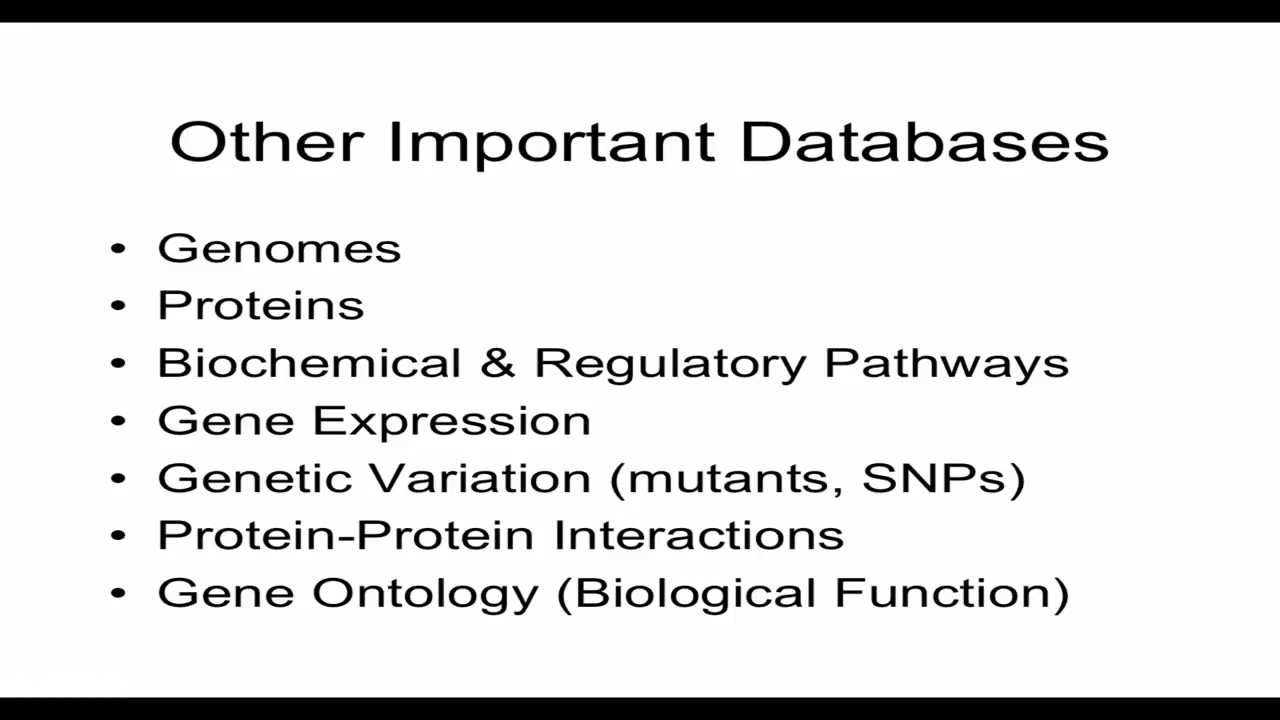 Other Important Databases
• Genomes
• Proteins
• Biochemical & Regulatory Pathways
• Gene Expression
• Genetic Variation (mutants, SNPs)
• Protein-Protein Interactions
• Gene Ontology (Biological Function)